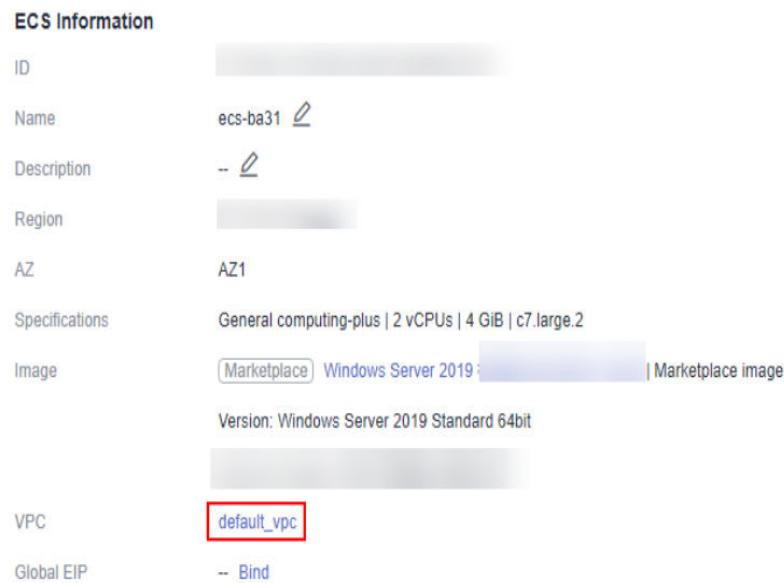 ECS Information
ID
Name ecs-ba31
Description --
Region
AZ AZ1
Specifications General computing-plus | 2 vCPUs | 4 GiB | c7.large.2
Image Marketplace Windows Server 2019 | Marketplace image
Version: Windows Server 2019 Standard 64bit
VPC default_vpc
Global EIP -- Bind